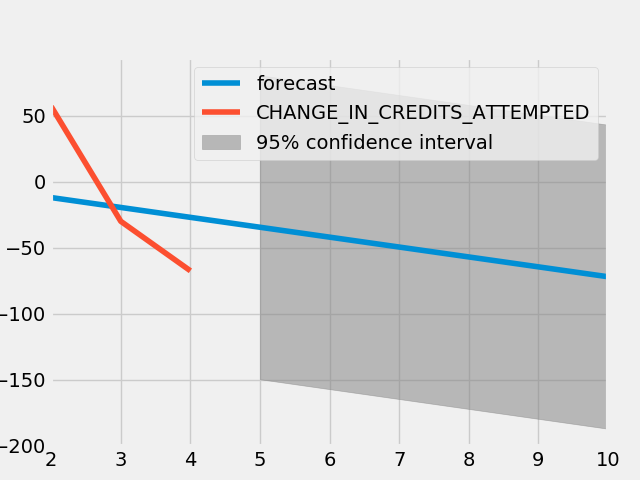 forecast
CHANGE_IN_CREDITS_ATTEMPTED
95% confidence interval
50
0
−50
−100
−150
−200
2 3 4 5 6 7 8 9 10